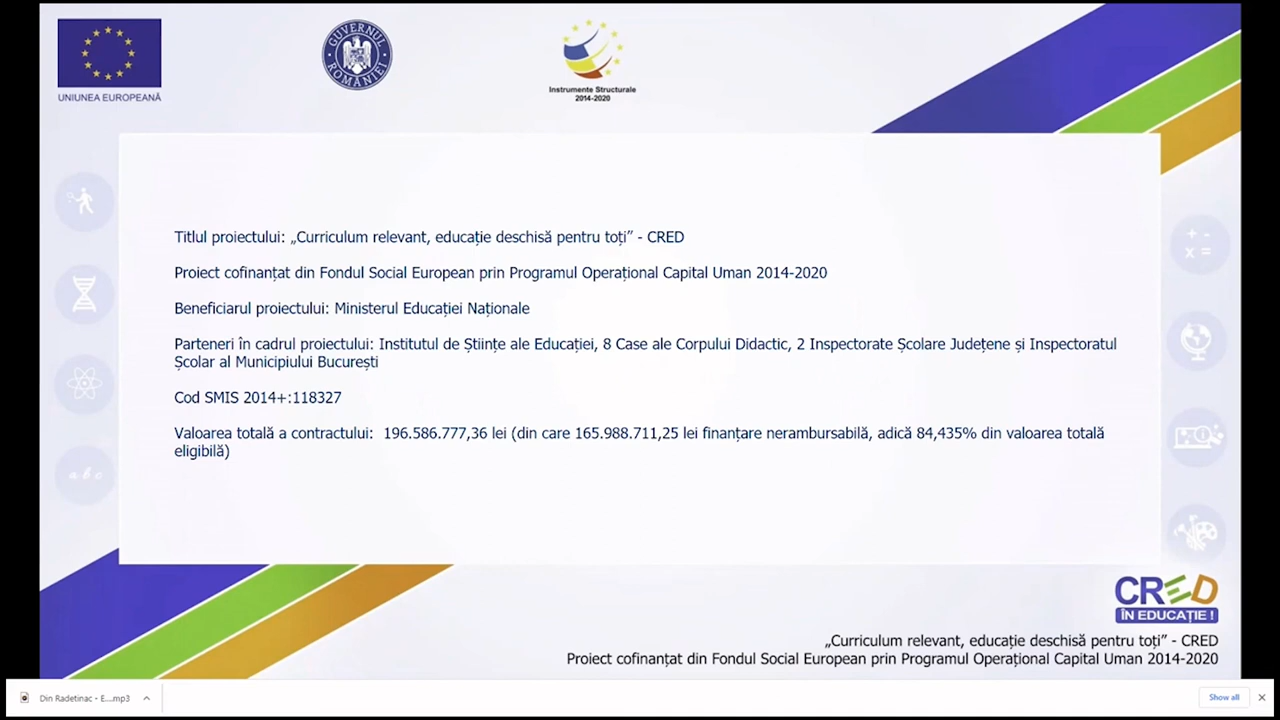 UNIUNEA EUROPEANĂ
GUVERNUL ROMÂNIEI
Instrumente Structurale
2014-2020
Titlul proiectului: „Curriculum relevant, educație deschisă pentru toți” - CRED
Proiect cofinanțat din Fondul Social European prin Programul Operațional Capital Uman 2014-2020
Beneficiarul proiectului: Ministerul Educației Naționale
Parteneri în cadrul proiectului: Institutul de Științe ale Educației, 8 Case ale Corpului Didactic, 2 Inspectorate Școlare Județene și Inspectoratul
Școlar al Municipiului București
Cod SMIS 2014+:118327
Valoarea totală a contractului:  196.586.777,36 lei (din care 165.988.711,25 lei finanțare nerambursabilă, adică 84,435% din valoarea totală
eligibilă)
+ -
x =
a b c
CRED
ÎN EDUCAȚIE !
„Curriculum relevant, educație deschisă pentru toți” - CRED
Proiect cofinanțat din Fondul Social European prin Programul Operațional Capital Uman 2014-2020
Din Radetinac - E....mp3
Show all